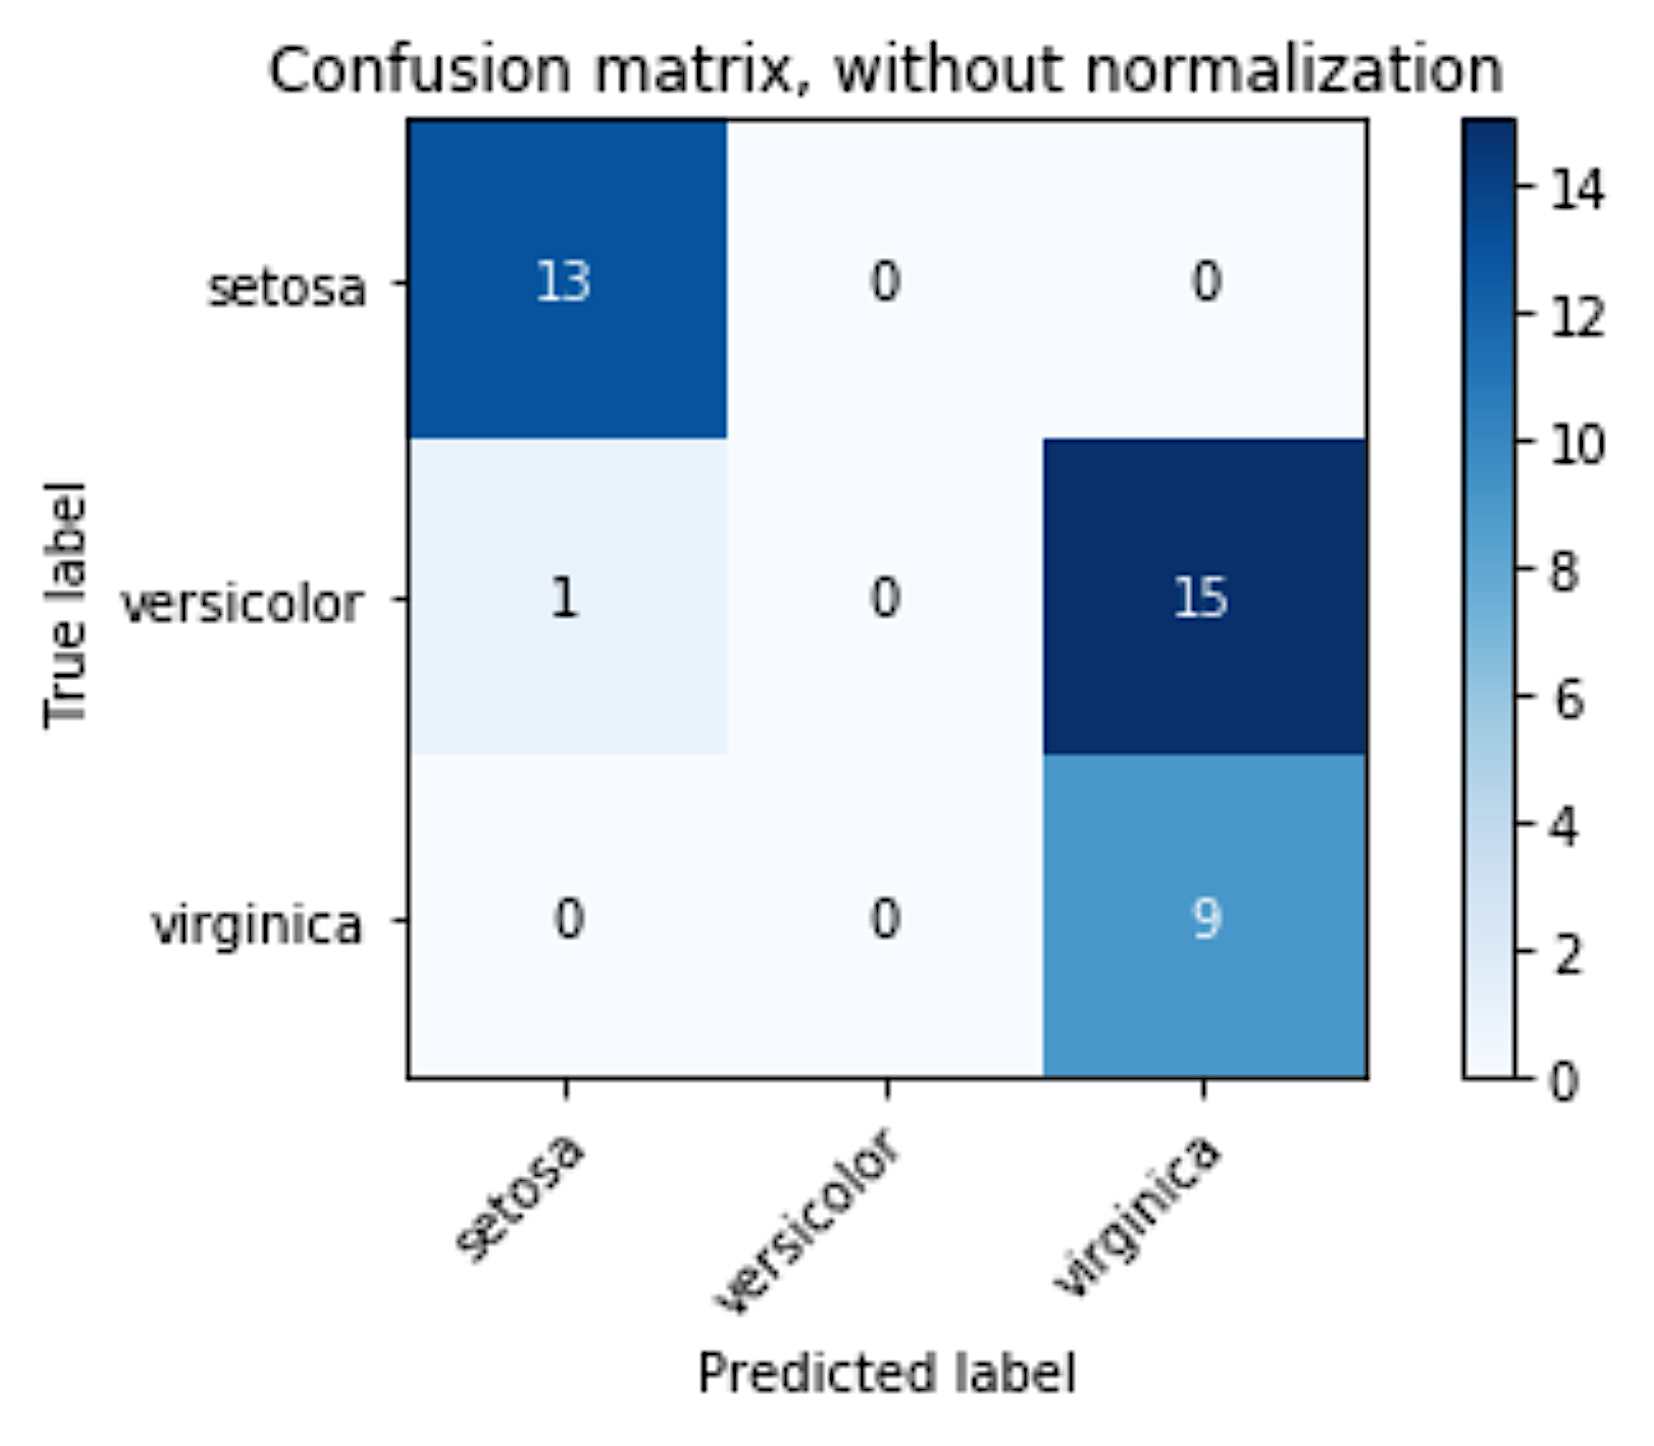 Confusion matrix, without normalization
True label
setosa
13 0 0
versicolor
1 0 15
virginica
0 0 9
setosa
versicolor
virginica
Predicted label
14
12
10
8
6
4
2
0